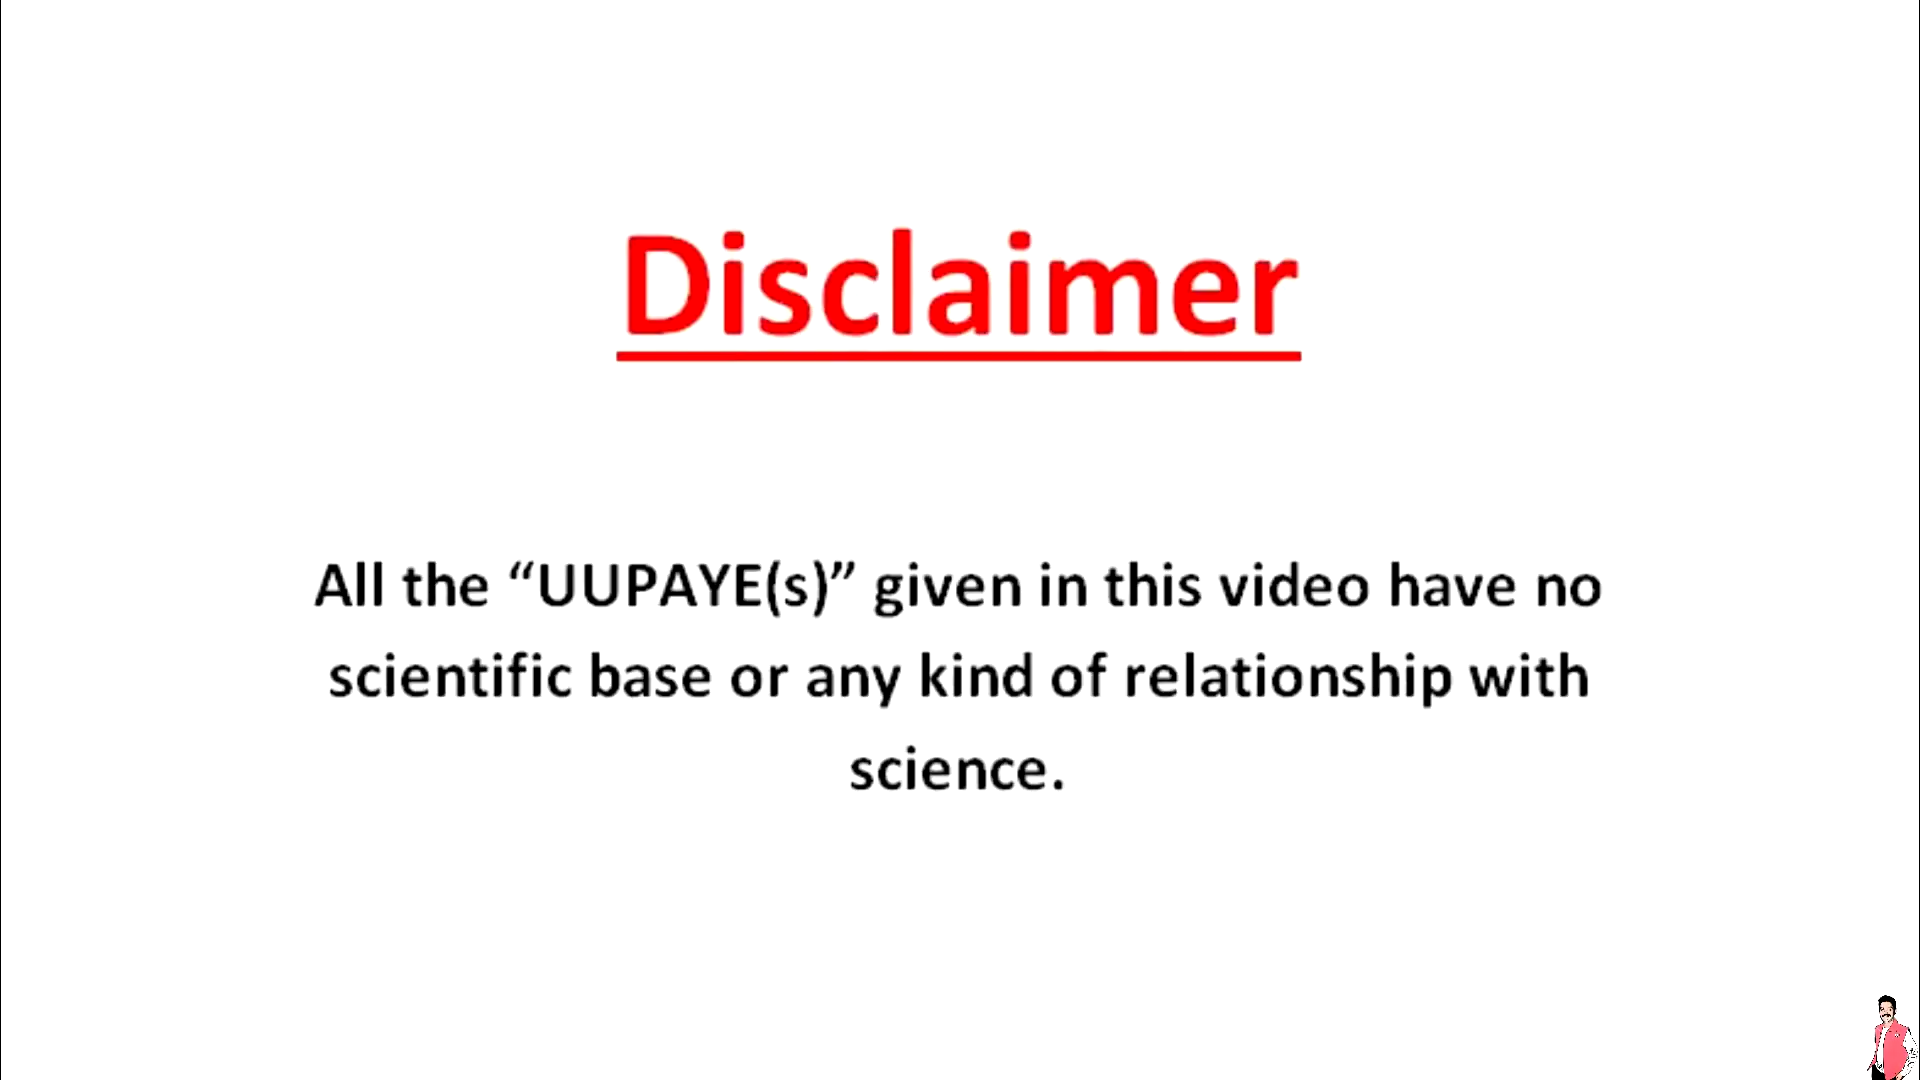 Disclaimer
All the “UUPAYE(s)” given in this video have no
scientific base or any kind of relationship with
science.